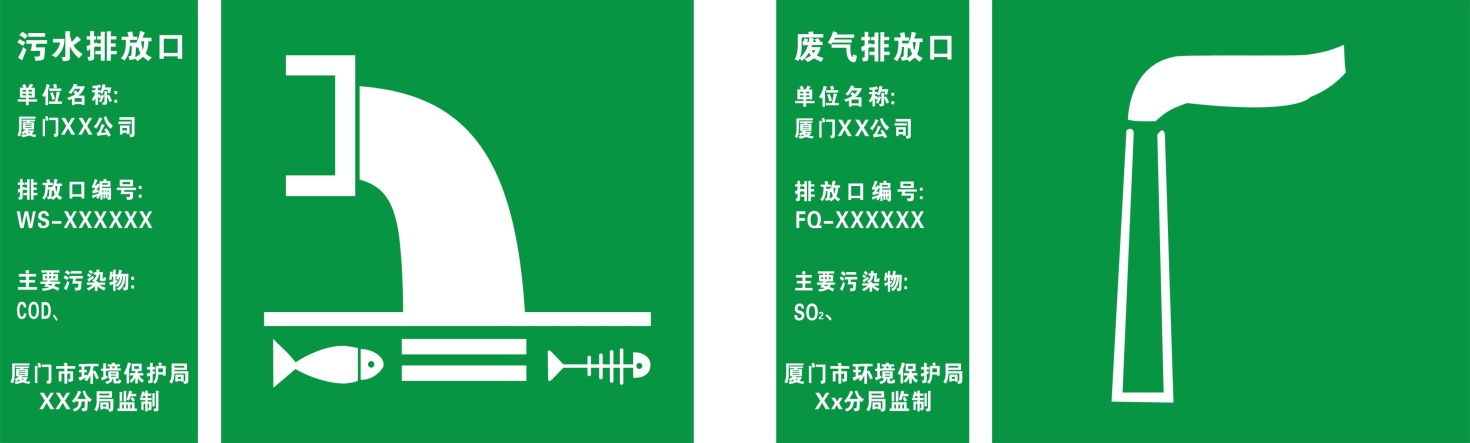 污水排放口
单位名称:
厦门XX公司
排放口编号:
WS-XXXXXX
主要污染物:
COD、
厦门市环境保护局
XX分局监制
废气排放口
单位名称:
厦门XX公司
排放口编号:
FQ-XXXXXX
主要污染物:
SO₂、
厦门市环境保护局
Xx分局监制